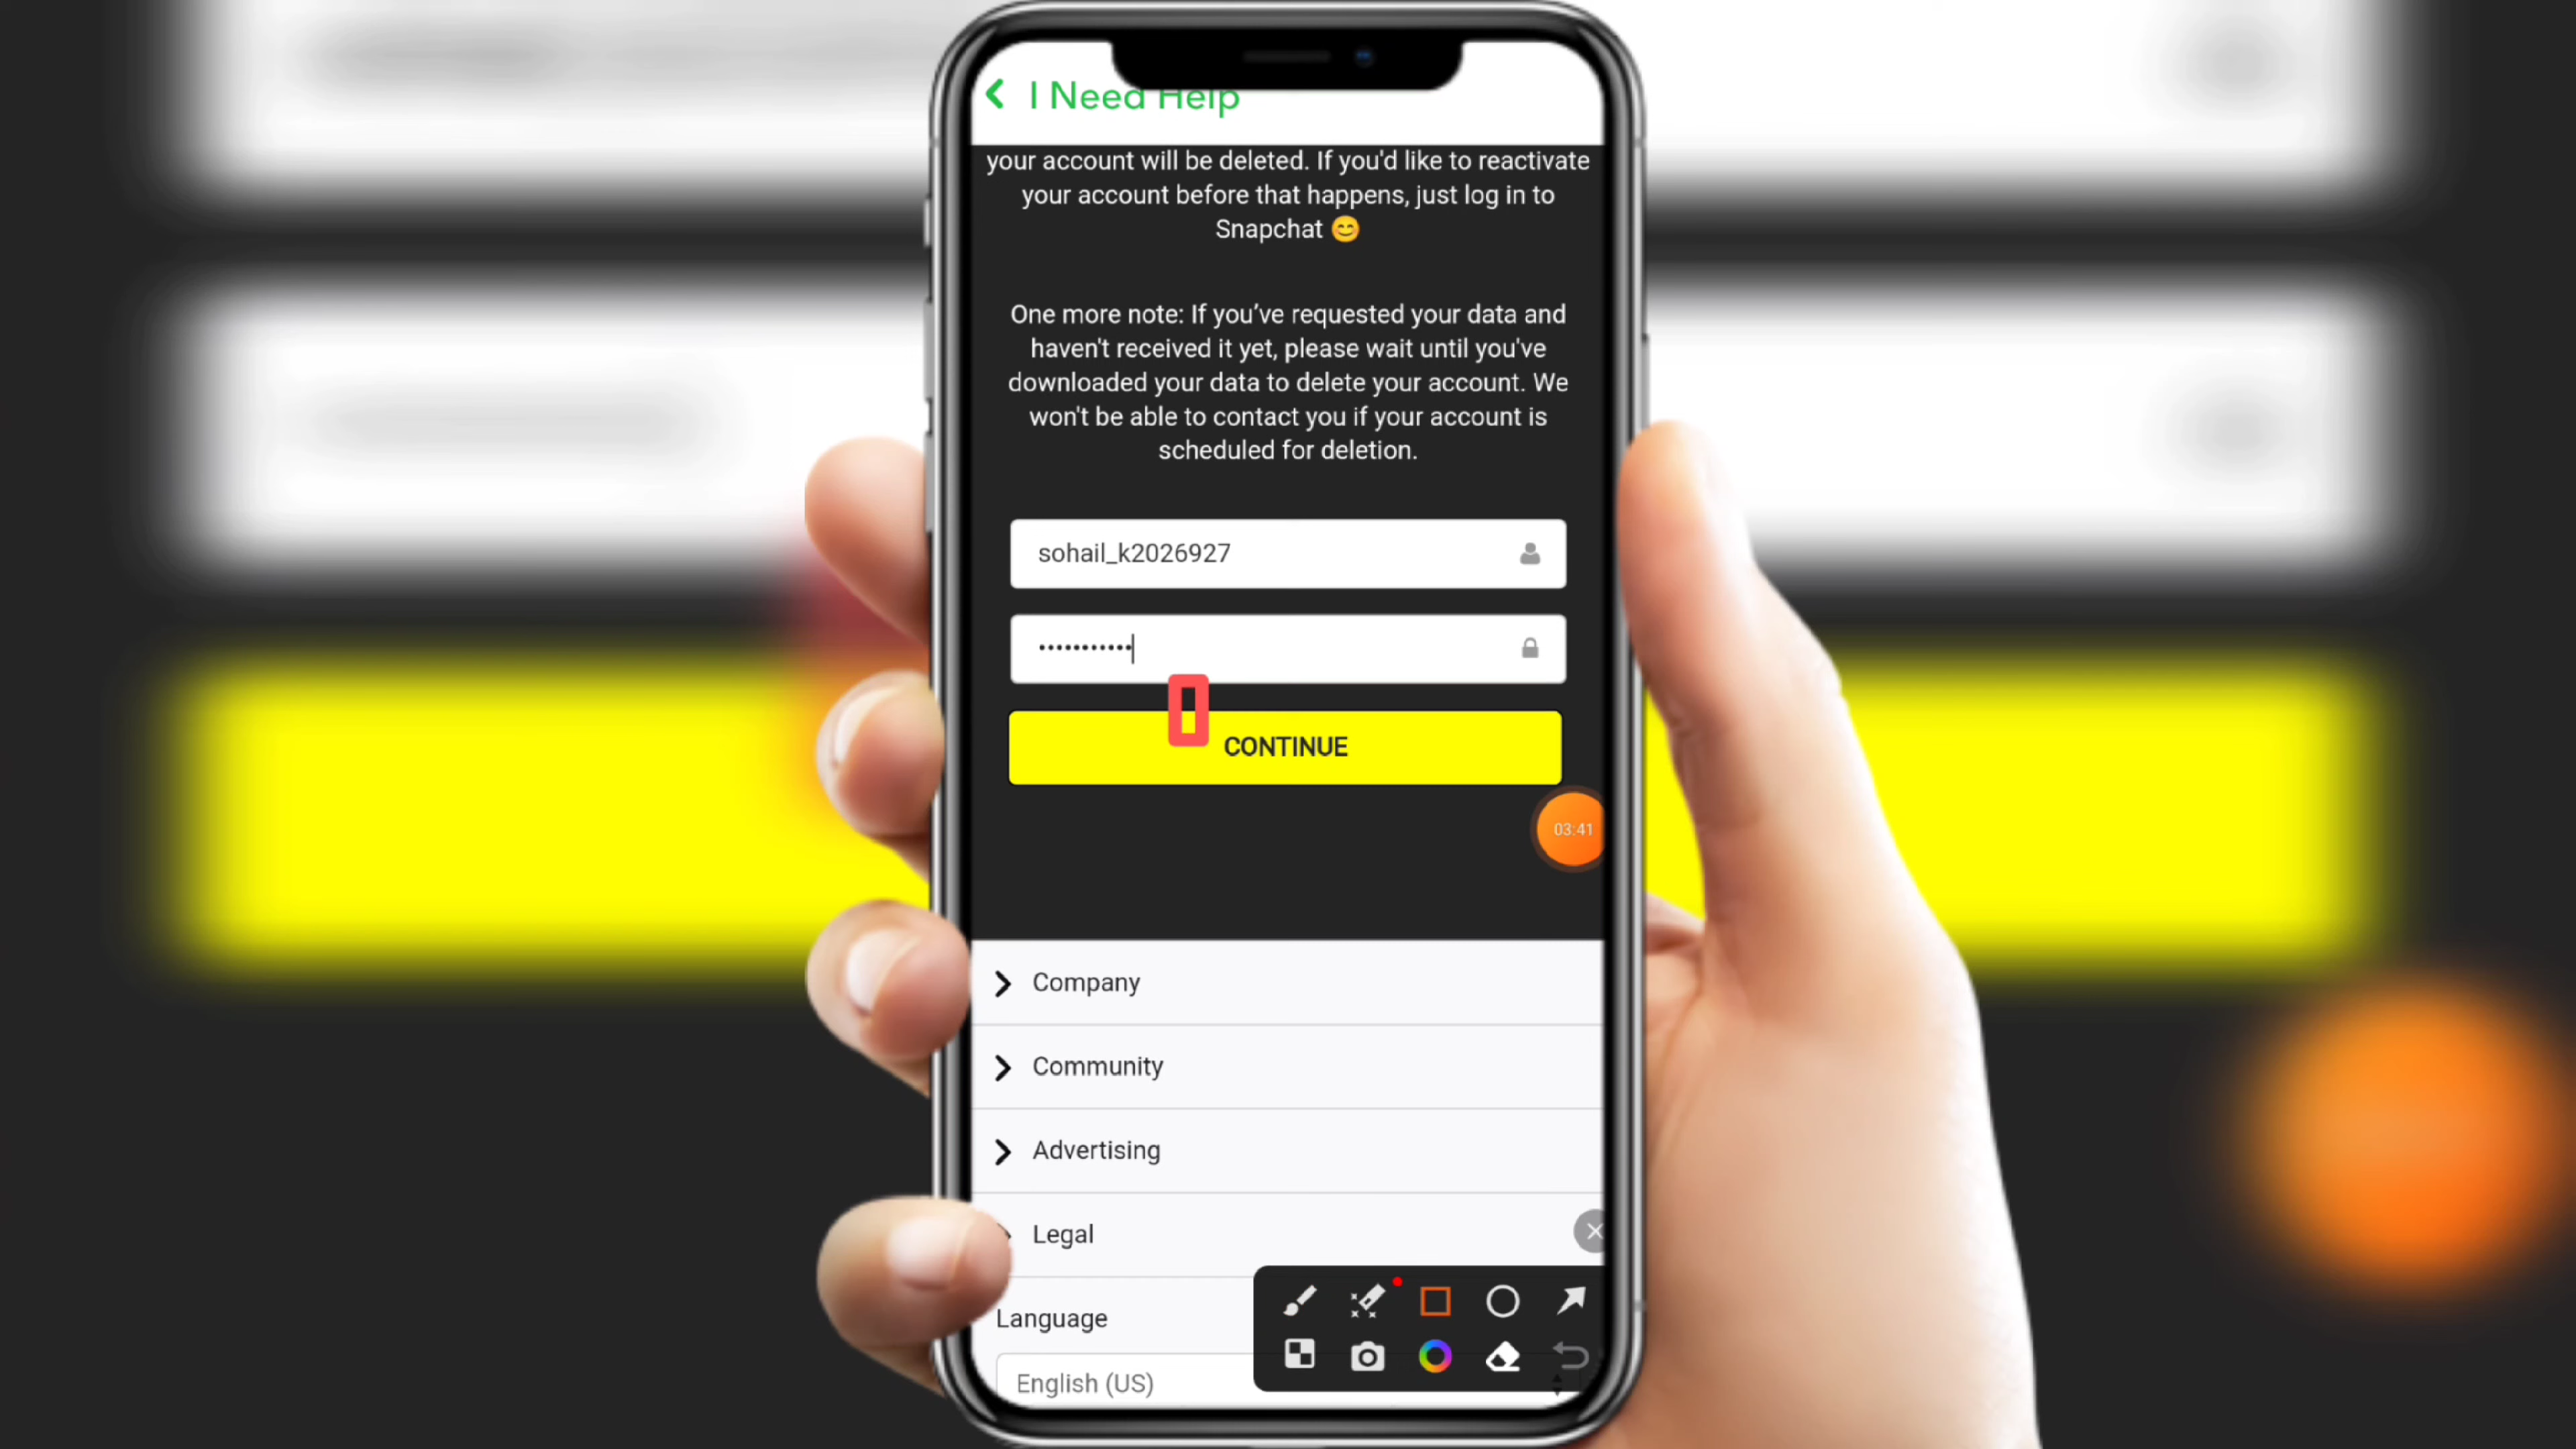 I Need Help
your account will be deleted. If you'd like to reactivate
your account before that happens, just log in to
Snapchat 😊
One more note: If you’ve requested your data and
haven't received it yet, please wait until you've
downloaded your data to delete your account. We
won't be able to contact you if your account is
scheduled for deletion.
sohail_k2026927
•••••••••••
CONTINUE
03:41
Company
Community
Advertising
Legal
Language
English (US)